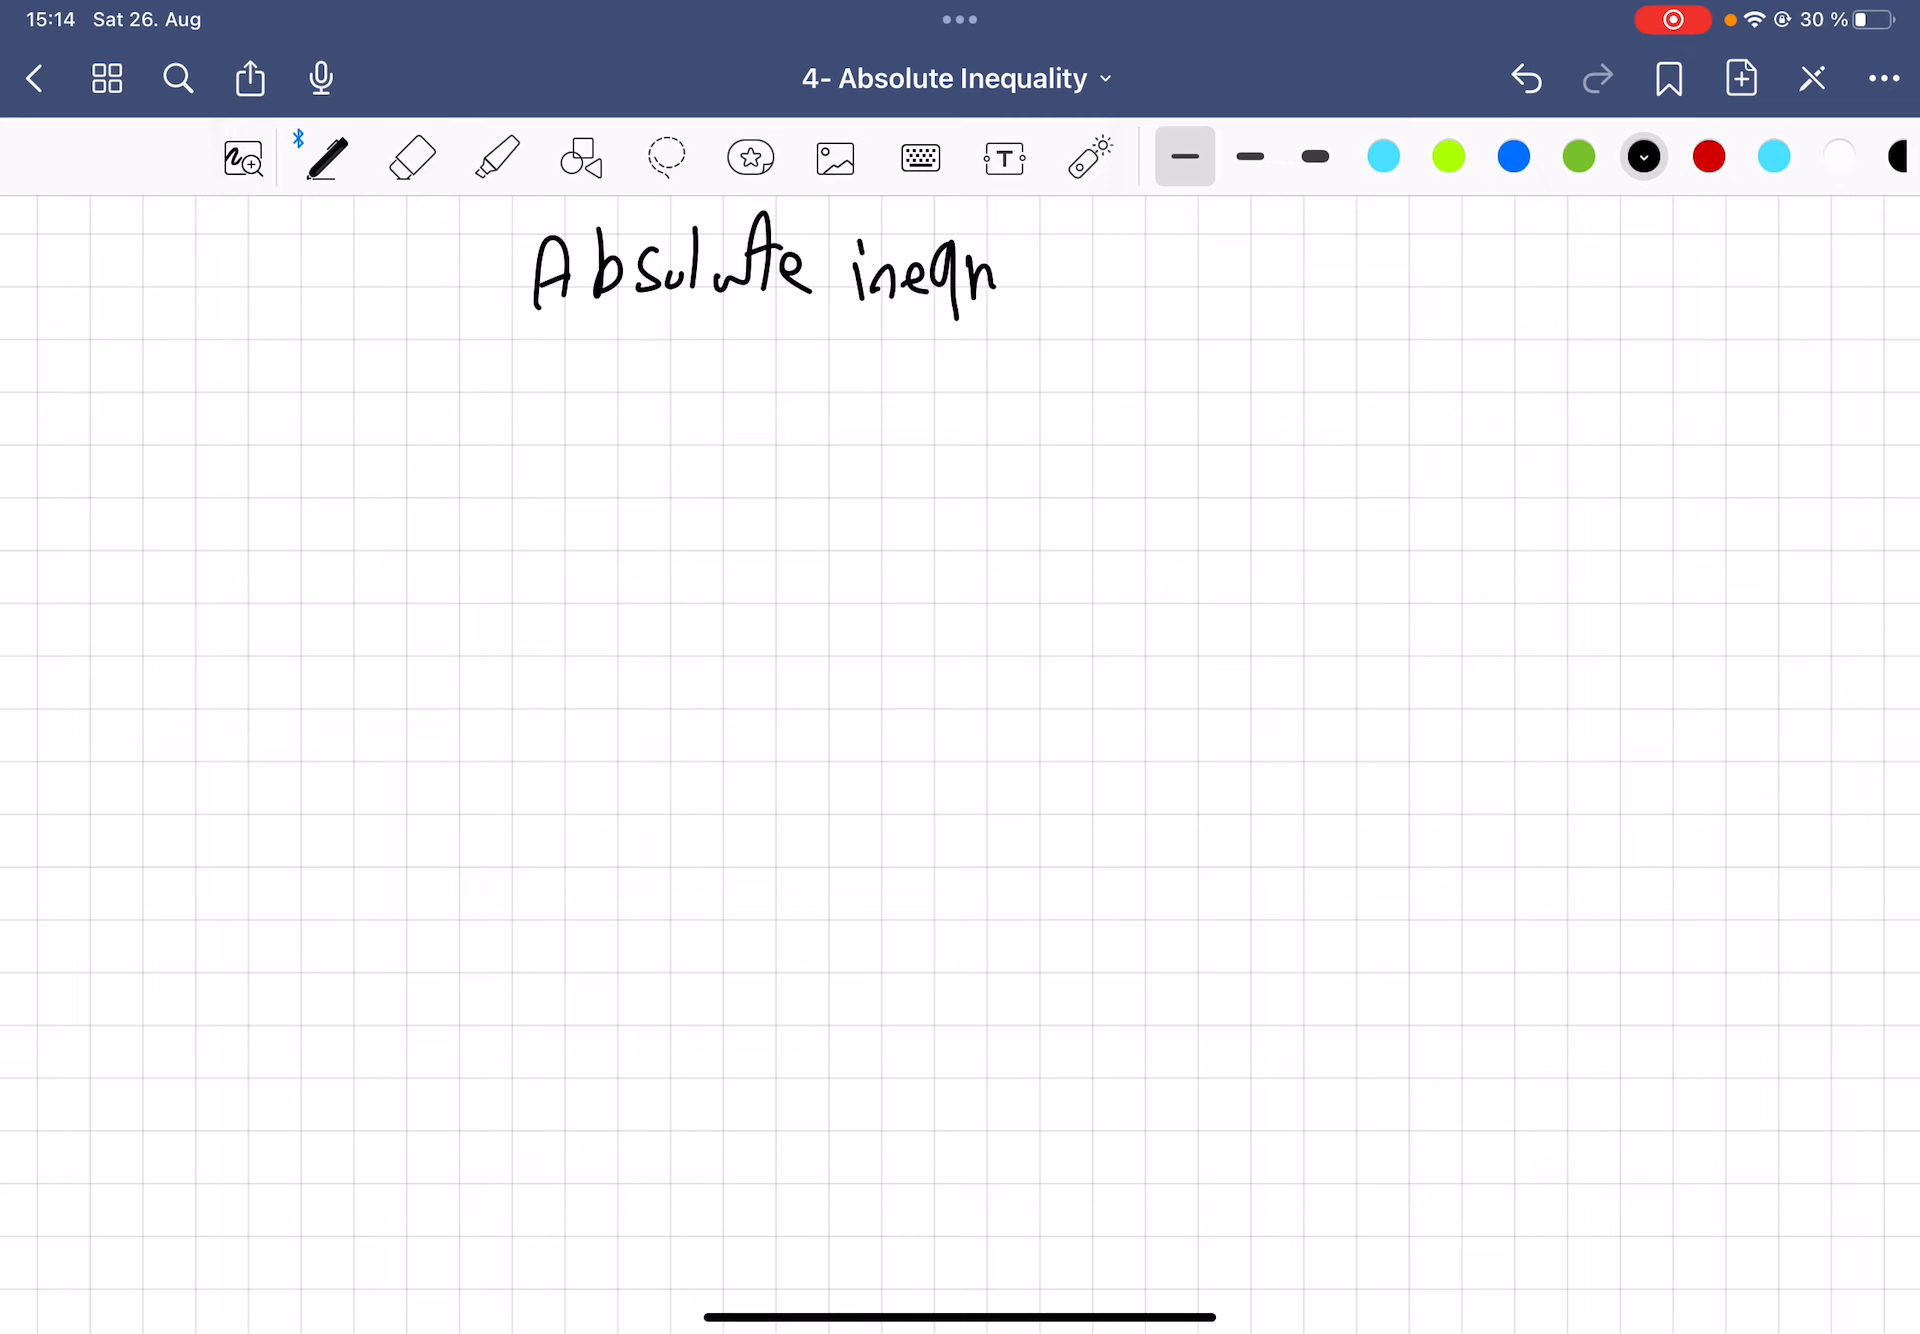 15:14 Sat 26. Aug 30 %
4- Absolute Inequality
T
Absolute ineqn